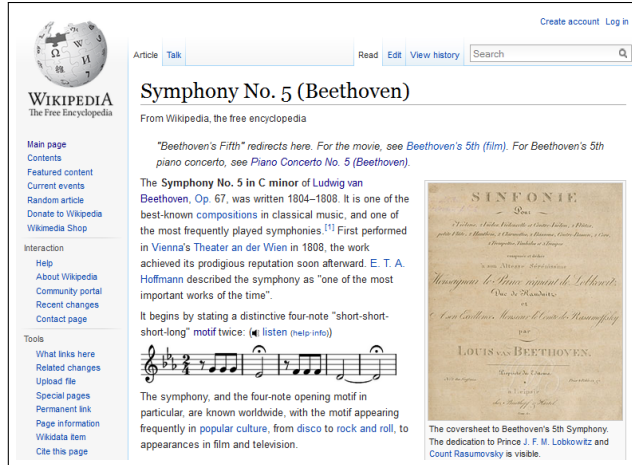 Create account Log in
WIKIPEDIA
The Free Encyclopedia
Article Talk
Read Edit View history Search
Symphony No. 5 (Beethoven)
From Wikipedia, the free encyclopedia
"Beethoven's Fifth" redirects here. For the movie, see Beethoven's 5th (film). For Beethoven's 5th
piano concerto, see Piano Concerto No. 5 (Beethoven).
Main page
Contents
Featured content
Current events
Random article
Donate to Wikipedia
Wikimedia Shop
Interaction
Help
About Wikipedia
Community portal
Recent changes
Contact page
Tools
What links here
Related changes
Upload file
Special pages
Permanent link
Page information
Wikidata item
Cite this page
The Symphony No. 5 in C minor of Ludwig van
Beethoven, Op. 67, was written 1804–1808. It is one of the
best-known compositions in classical music, and one of
the most frequently played symphonies.[1] First performed
in Vienna's Theater an der Wien in 1808, the work
achieved its prodigious reputation soon afterward. E. T. A.
Hoffmann described the symphony as "one of the most
important works of the time".
It begins by stating a distinctive four-note "short-short-
short-long" motif twice: (listen (help·info))
The symphony, and the four-note opening motif in
particular, are known worldwide, with the motif appearing
frequently in popular culture, from disco to rock and roll, to
appearances in film and television.
SINFONIE
Pour
par
LOUIS VAN BEETHOVEN.
The coversheet to Beethoven's 5th Symphony.
The dedication to Prince J. F. M. Lobkowitz and
Count Rasumovsky is visible.